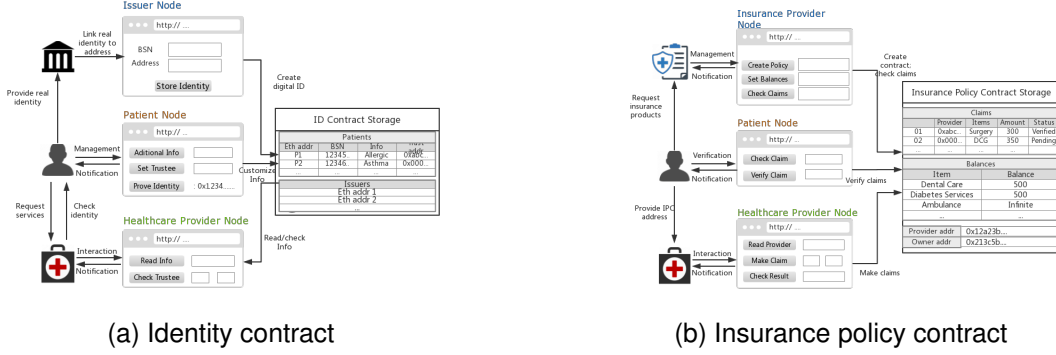 Issuer Node
Link real
identity to
address
http:// ...
BSN
Address
Store Identity
Create
digital ID
Provide real
identity
Patient Node
Management
Notification
http:// ...
Aditional Info
Set Trustee
Prove Identity : 0x1234......
Customize
Info
ID Contract Storage
Patients
Eth addr BSN Info
addr
P1 12345.. Allergic 0xabc..
P2 12346.. Asthma 0x000...
... ... ... ...
Issuers
Eth addr 1
Eth addr 2
...
Request
services
Check
identity
Healthcare Provider Node
Interaction
Notification
http:// ...
Read Info
Check Trustee
Read/check
Info
(a) Identity contract
Insurance Provider
Node
Management
Notification
http:// ...
Create Policy
Set Balances
Check Claims
Create
contract;
check claims
Request
insurance
products
Patient Node
Verification
Notification
http:// ...
Check Claim
Verify Claim
Verify claims
Insurance Policy Contract Storage
Claims
Provider Items Amount Status
01 0xabc.. Surgery 300 Verified
02 0x000... DCG 350 Pending
... ... ... ... ...
Balances
Item Balance
Dental Care 500
Diabetes Services 500
Ambulance Infinite
... ...
Provider addr 0x12a23b...
Owner addr 0x213c5b...
Provide IPC
address
Healthcare Provider Node
Interaction
Notification
http:// ...
Read Provider
Make Claim
Check Result
Make claims
(b) Insurance policy contract